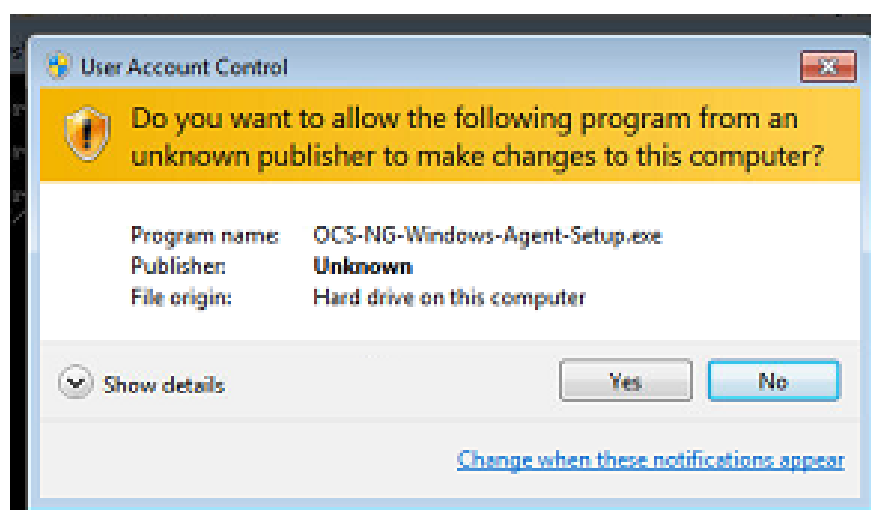 User Account Control
Do you want to allow the following program from an
unknown publisher to make changes to this computer?
Program name: OCS-NG-Windows-Agent-Setup.exe
Publisher: Unknown
File origin: Hard drive on this computer
Show details
Yes
No
Change when these notifications appear